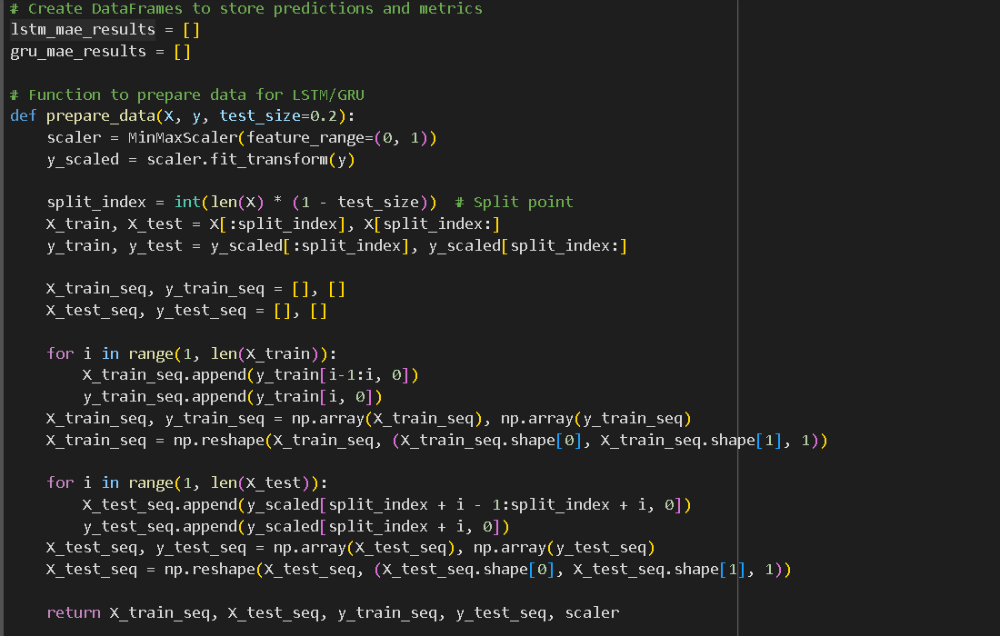 # Create DataFrames to store predictions and metrics
lstm_mae_results = []
gru_mae_results = []

# Function to prepare data for LSTM/GRU
def prepare_data(X, y, test_size=0.2):
    scaler = MinMaxScaler(feature_range=(0, 1))
    y_scaled = scaler.fit_transform(y)

    split_index = int(len(X) * (1 - test_size))  # Split point
    X_train, X_test = X[:split_index], X[split_index:]
    y_train, y_test = y_scaled[:split_index], y_scaled[split_index:]

    X_train_seq, y_train_seq = [], []
    X_test_seq, y_test_seq = [], []

    for i in range(1, len(X_train)):
        X_train_seq.append(y_train[i-1:i, 0])
        y_train_seq.append(y_train[i, 0])
    X_train_seq, y_train_seq = np.array(X_train_seq), np.array(y_train_seq)
    X_train_seq = np.reshape(X_train_seq, (X_train_seq.shape[0], X_train_seq.shape[1], 1))

    for i in range(1, len(X_test)):
        X_test_seq.append(y_scaled[split_index + i - 1:split_index + i, 0])
        y_test_seq.append(y_scaled[split_index + i, 0])
    X_test_seq, y_test_seq = np.array(X_test_seq), np.array(y_test_seq)
    X_test_seq = np.reshape(X_test_seq, (X_test_seq.shape[0], X_test_seq.shape[1], 1))

    return X_train_seq, X_test_seq, y_train_seq, y_test_seq, scaler